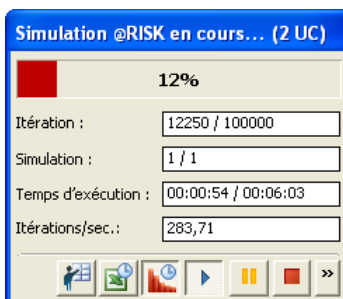 Simulation @RISK en cours... (2 UC)
12%
Itération : 12250 / 100000
Simulation : 1 / 1
Temps d'exécution : 00:00:54 / 00:06:03
Itérations/sec.: 283,71
»